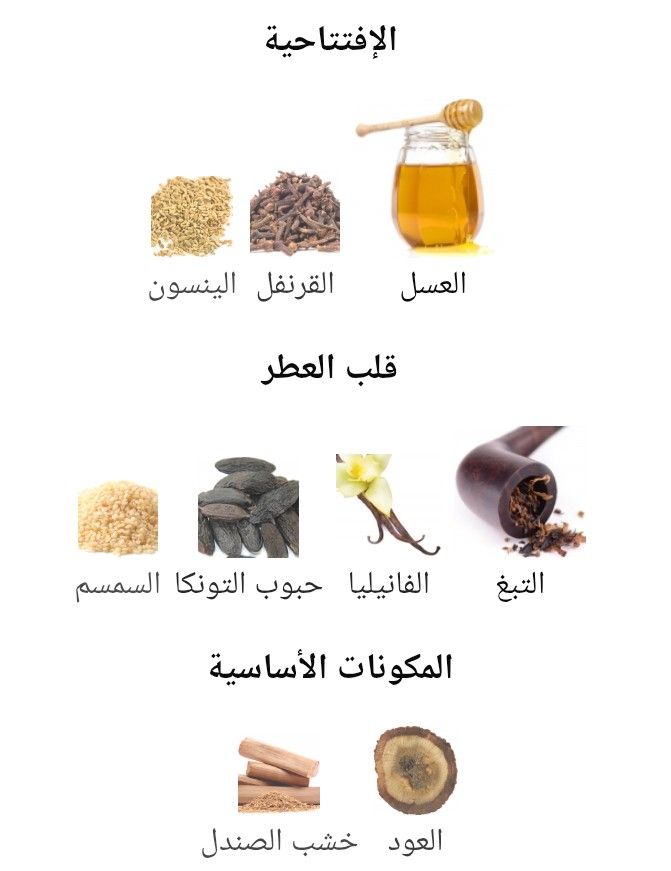 الإفتتاحية
العسل القرنفل الينسون
قلب العطر
التبغ الفانيليا حبوب التونكا السمسم
المكونات الأساسية
العود خشب الصندل